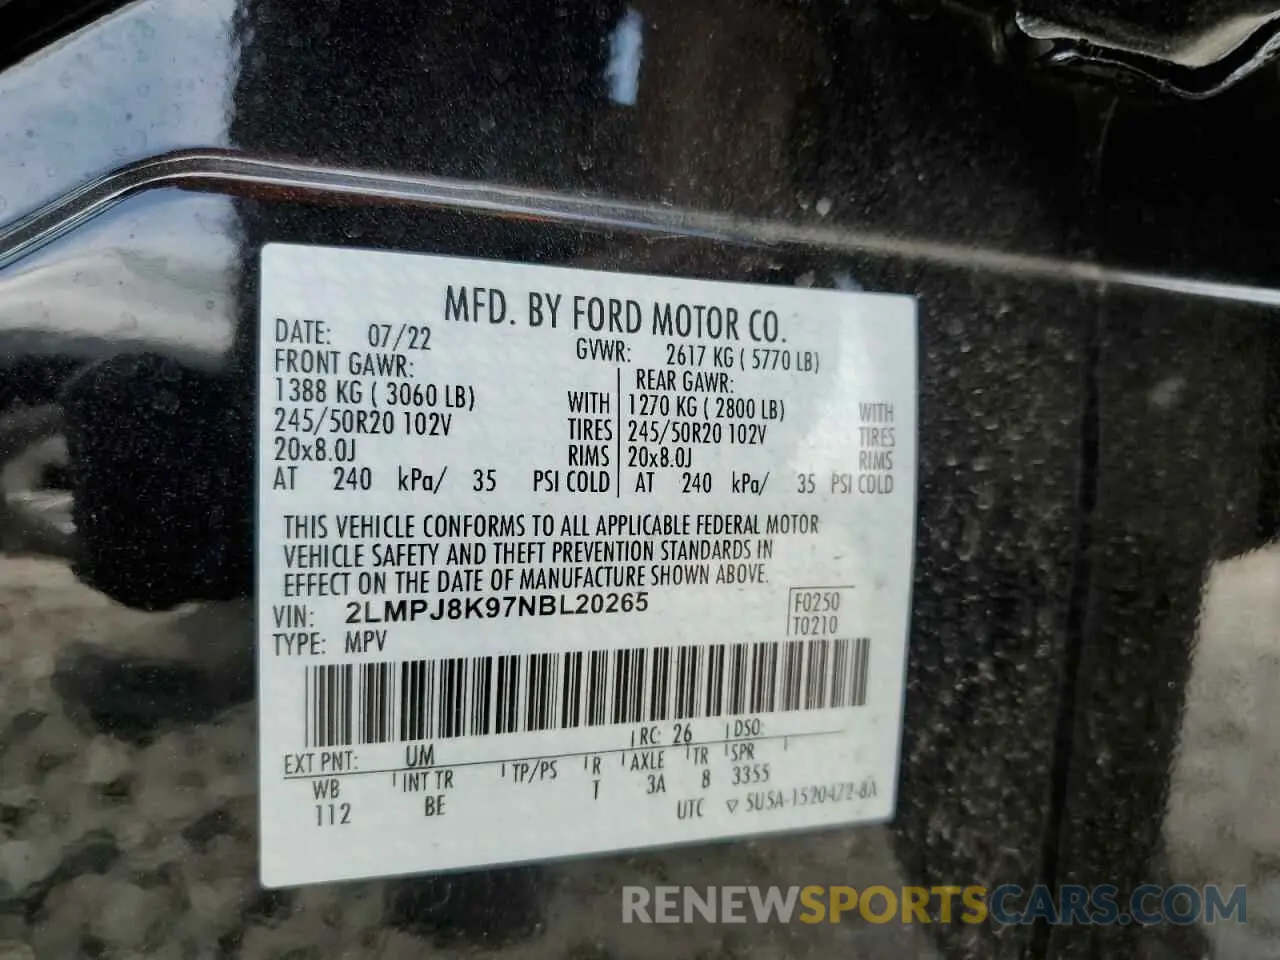 MFD. BY FORD MOTOR CO.
DATE: 07/22 GVWR: 2617 KG ( 5770 LB)
FRONT GAWR: REAR GAWR:
1388 KG ( 3060 LB) WITH 1270 KG ( 2800 LB) WITH
245/50R20 102V TIRES 245/50R20 102V TIRES
20x8.0J RIMS 20x8.0J RIMS
AT 240 kPa/ 35 PSI COLD AT 240 kPa/ 35 PSI COLD
THIS VEHICLE CONFORMS TO ALL APPLICABLE FEDERAL MOTOR
VEHICLE SAFETY AND THEFT PREVENTION STANDARDS IN
EFFECT ON THE DATE OF MANUFACTURE SHOWN ABOVE.
VIN: 2LMPJ8K97NBL20265 F0250
TYPE: MPV T0210
EXT PNT: UM RC: 26 DSO:
WB INT TR TP/PS R AXLE TR SPR
112 BE T 3A 8 3355
UTC ▽ SU5A-1520472-8A
RENEWSPORTSCARS.COM